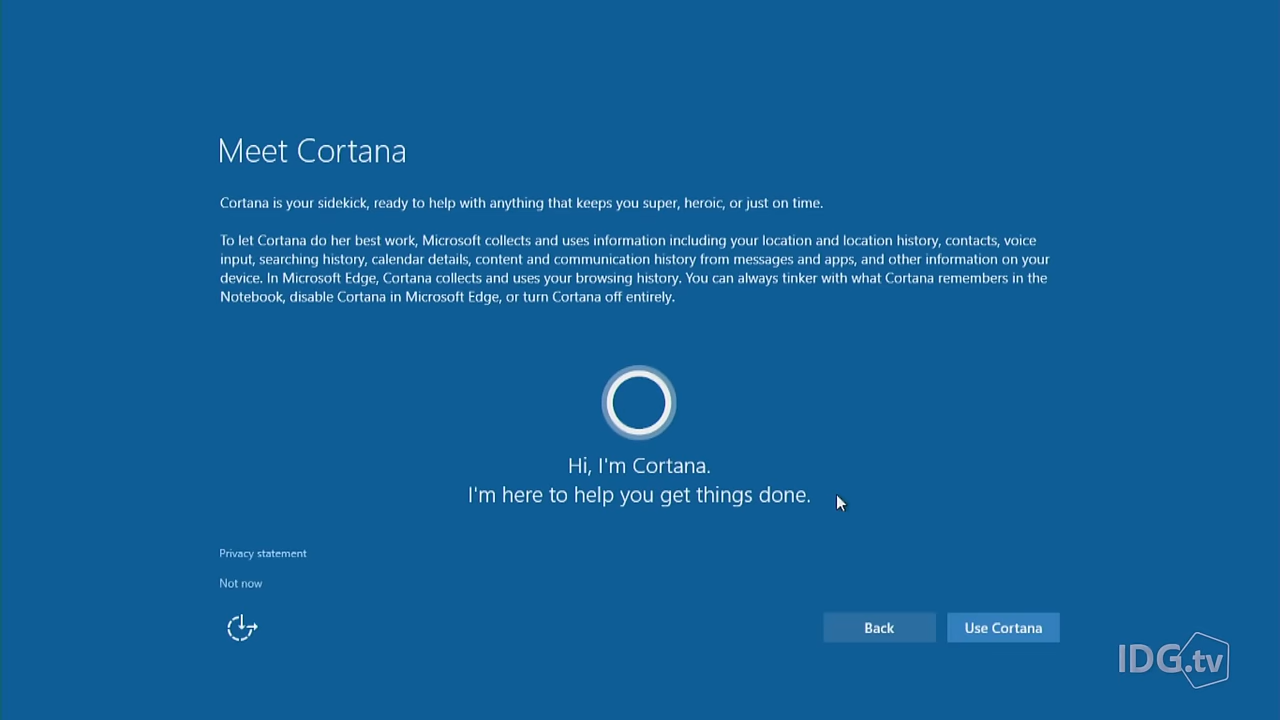 Meet Cortana
Cortana is your sidekick, ready to help with anything that keeps you super, heroic, or just on time.
To let Cortana do her best work, Microsoft collects and uses information including your location and location history, contacts, voice
input, searching history, calendar details, content and communication history from messages and apps, and other information on your
device. In Microsoft Edge, Cortana collects and uses your browsing history. You can always tinker with what Cortana remembers in the
Notebook, disable Cortana in Microsoft Edge, or turn Cortana off entirely.
Hi, I'm Cortana.
I'm here to help you get things done.
Privacy statement
Not now
Back
Use Cortana
IDG.tv